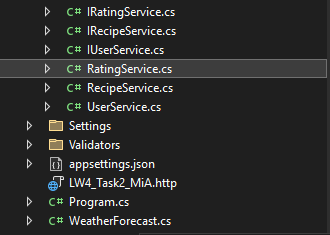 C# IRatingService.cs
C# IRecipeService.cs
C# IUserService.cs
C# RatingService.cs
C# RecipeService.cs
C# UserService.cs
Settings
Validators
appsettings.json
LW4_Task2_MiA.http
C# Program.cs
C# WeatherForecast.cs